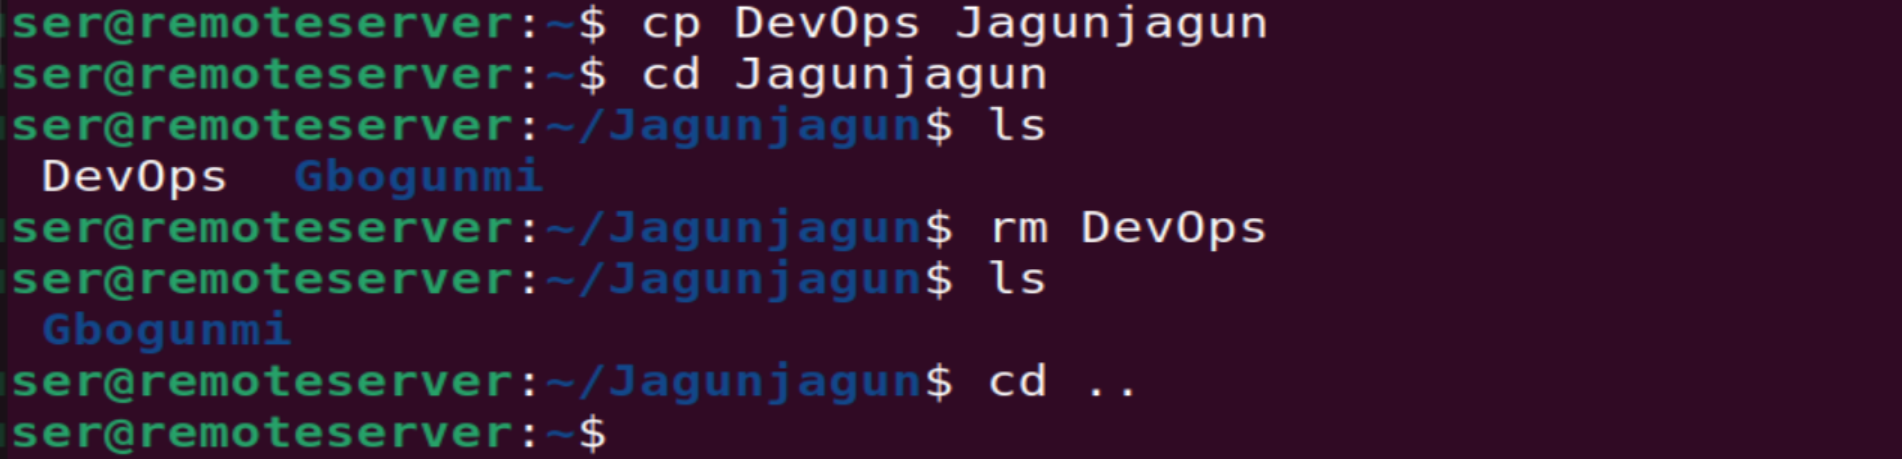 ser@remoteserver:~$ cp DevOps Jagunjagun
ser@remoteserver:~$ cd Jagunjagun
ser@remoteserver:~/Jagunjagun$ ls
DevOps  Gbogunmi
ser@remoteserver:~/Jagunjagun$ rm DevOps
ser@remoteserver:~/Jagunjagun$ ls
Gbogunmi
ser@remoteserver:~/Jagunjagun$ cd ..
ser@remoteserver:~$